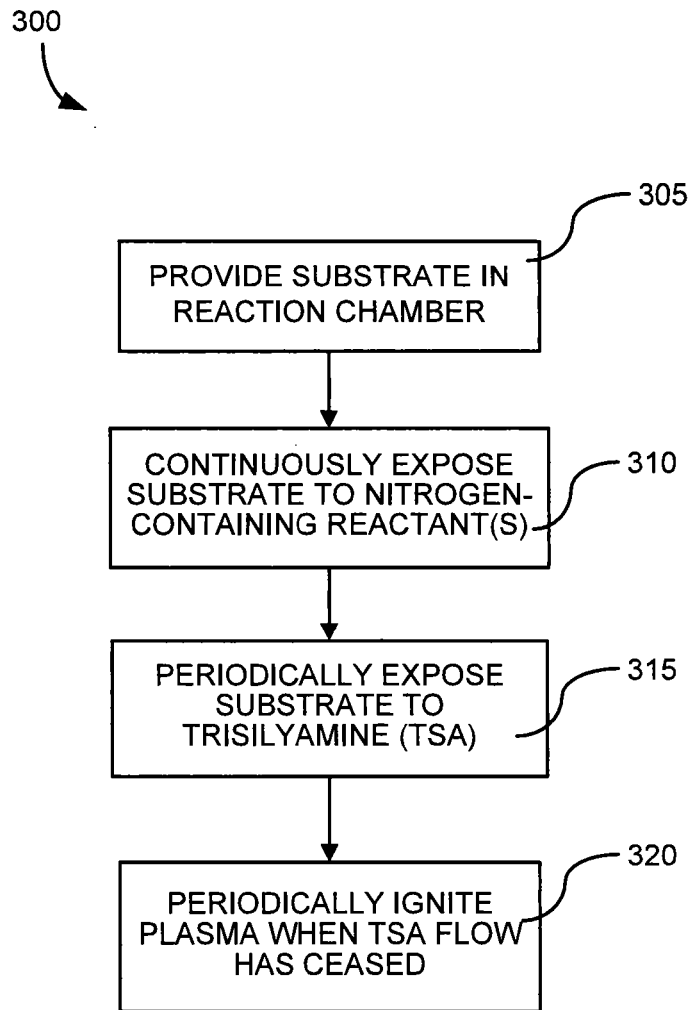 300
305
PROVIDE SUBSTRATE IN
REACTION CHAMBER
CONTINUOUSLY EXPOSE
SUBSTRATE TO NITROGEN-
CONTAINING REACTANT(S)
310
PERIODICALLY EXPOSE
SUBSTRATE TO
TRISILYAMINE (TSA)
315
PERIODICALLY IGNITE
PLASMA WHEN TSA FLOW
HAS CEASED
320